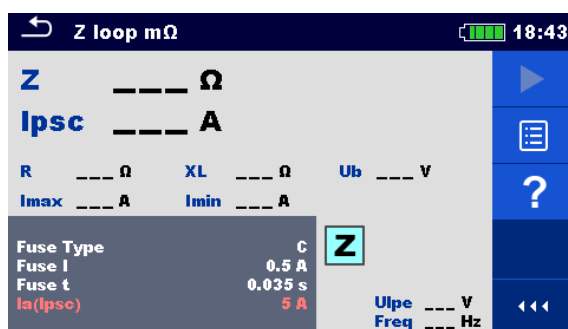 Z loop mΩ 18:43
Z ___ Ω
Ipsc ___ A
R ___ Ω XL ___ Ω Ub ___ V
Imax ___ A Imin ___ A
Fuse Type C
Fuse I 0.5 A
Fuse t 0.035 s
Ia(Ipsc) 5 A
Z
Ulpe ___ V
Freq ___ Hz
?